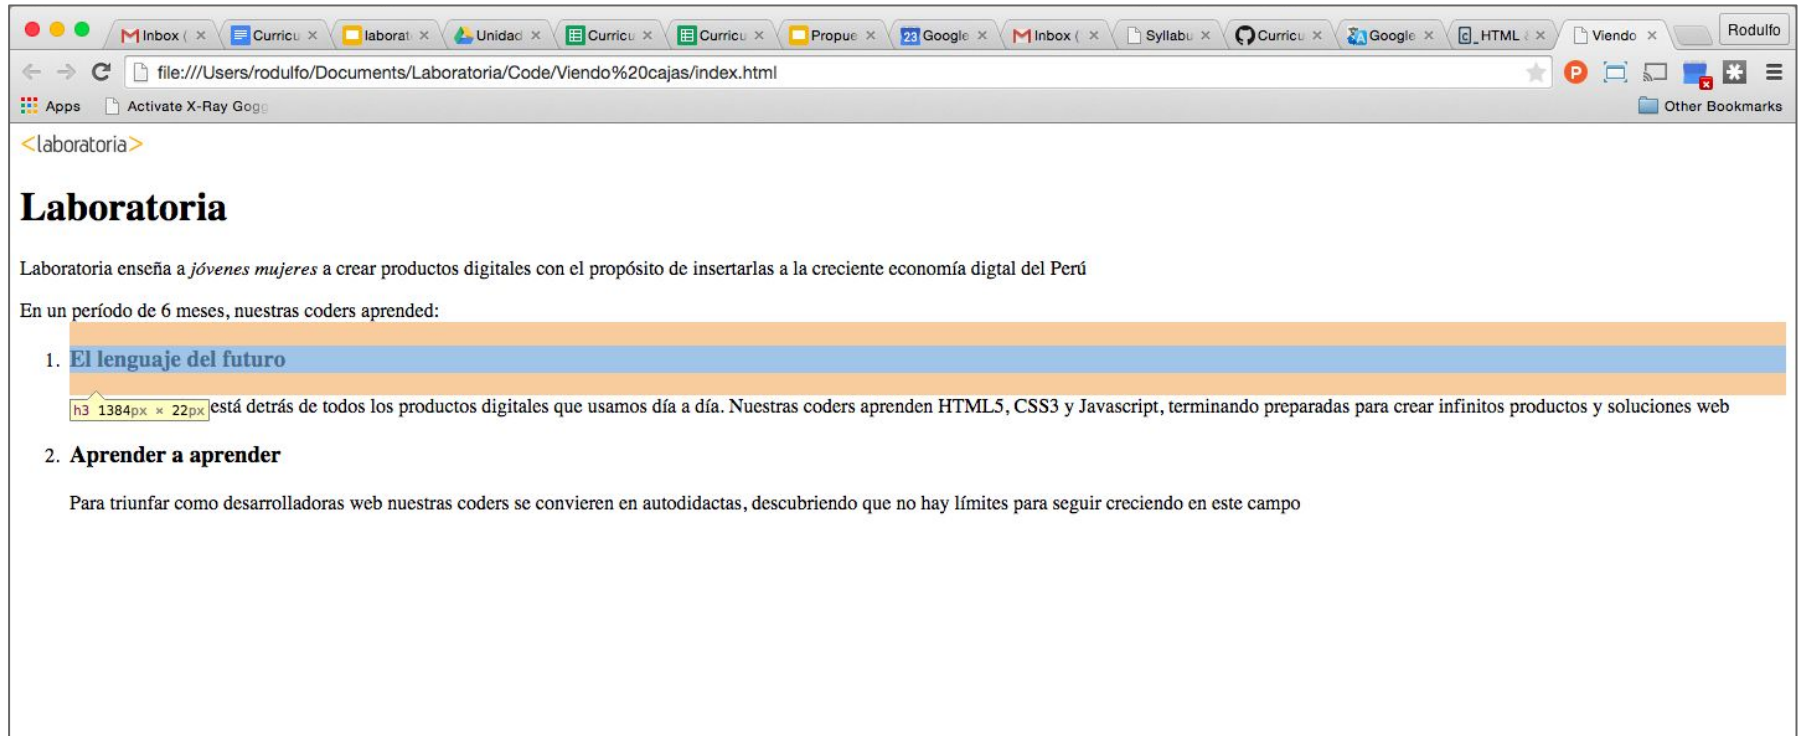 Inbox ( Curricu laborat Unidad Curricu Curricu Propue 23 Google Inbox ( Syllabu Curricu Google C_HTML Viendo Rodulfo
file:///Users/rodulfo/Documents/Laboratoria/Code/Viendo%20cajas/index.html
Apps Activate X-Ray Gogg Other Bookmarks
<laboratoria>
Laboratoria
Laboratoria enseña a jóvenes mujeres a crear productos digitales con el propósito de insertarlas a la creciente economía digtal del Perú
En un período de 6 meses, nuestras coders aprended:
1. El lenguaje del futuro
h3 1384px × 22px está detrás de todos los productos digitales que usamos día a día. Nuestras coders aprenden HTML5, CSS3 y Javascript, terminando preparadas para crear infinitos productos y soluciones web
2. Aprender a aprender
Para triunfar como desarrolladoras web nuestras coders se convieren en autodidactas, descubriendo que no hay límites para seguir creciendo en este campo